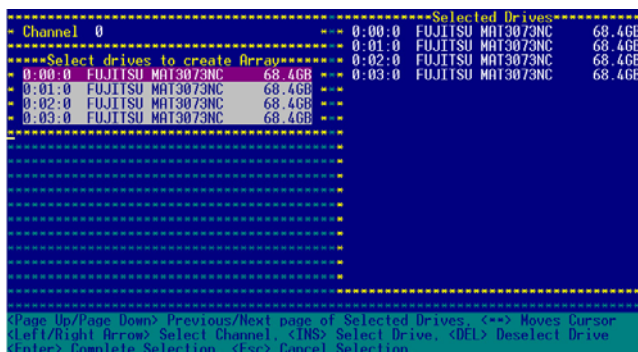 Channel 0
Select drives to create Array
0:00:0 FUJITSU MAT3073NC 68.4GB
0:01:0 FUJITSU MAT3073NC 68.4GB
0:02:0 FUJITSU MAT3073NC 68.4GB
0:03:0 FUJITSU MAT3073NC 68.4GB
Selected Drives
0:00:0 FUJITSU MAT3073NC 68.4GB
0:01:0 FUJITSU MAT3073NC 68.4GB
0:02:0 FUJITSU MAT3073NC 68.4GB
0:03:0 FUJITSU MAT3073NC 68.4GB
<Page Up/Page Down> Previous/Next page of Selected Drives, <**> Moves Cursor
<Left/Right Arrow> Select Channel, <INS> Select Drive, <DEL> Deselect Drive
<Enter> Complete Selection, <Esc> Cancel Selection